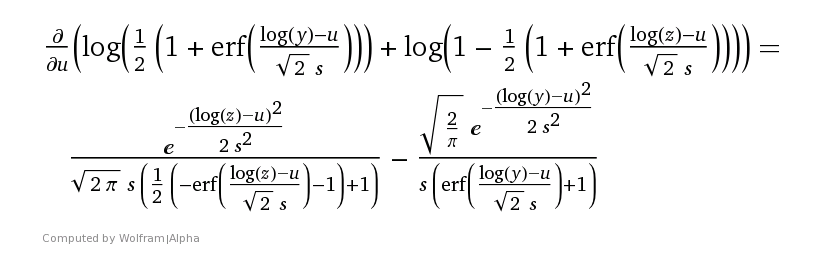 ∂/∂u (log(1/2 (1 + erf((log(y)−u)/(√2 s)))) + log(1 − 1/2 (1 + erf((log(z)−u)/(√2 s))))) =
e^(−(log(z)−u)^2/(2 s^2)) / (√(2 π) s (1/2 (−erf((log(z)−u)/(√2 s))−1)+1)) − (√(2/π) e^(−(log(y)−u)^2/(2 s^2))) / (s (erf((log(y)−u)/(√2 s))+1))
Computed by Wolfram|Alpha